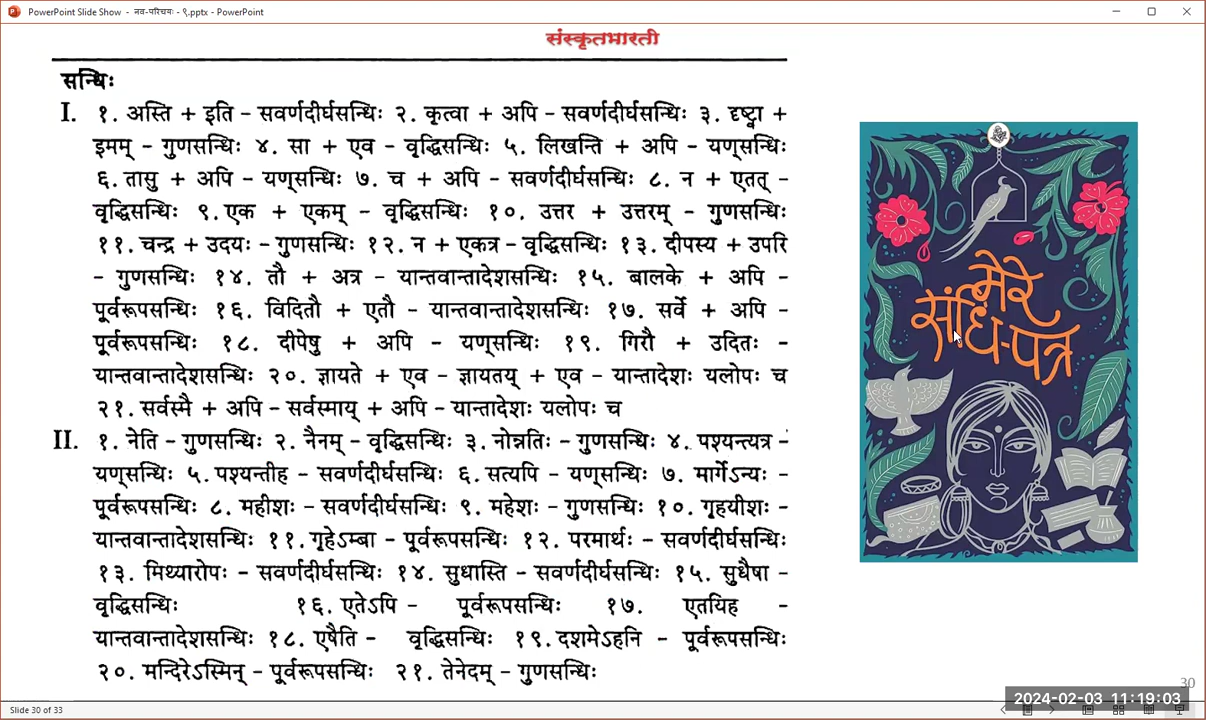 PowerPoint Slide Show - नव-परिचयः - ९.pptx - PowerPoint
संस्कृतभारती
सन्धिः
I. १. अस्ति + इति - सवर्णदीर्घसन्धिः २. कृत्वा + अपि - सवर्णदीर्घसन्धिः ३. दृष्ट्वा +
इमम् - गुणसन्धिः ४. सा + एव - वृद्धिसन्धिः ५. लिखन्ति + अपि - यण्सन्धिः
६. तासु + अपि - यण्सन्धिः ७. च + अपि - सवर्णदीर्घसन्धिः ८. न + एतत् -
वृद्धिसन्धिः ९. एक + एकम् - वृद्धिसन्धिः १०. उत्तर + उत्तरम् - गुणसन्धिः
११. चन्द्र + उदयः - गुणसन्धिः १२. न + एकत्र - वृद्धिसन्धिः १३. दीपस्य + उपरि
- गुणसन्धिः १४. तौ + अत्र - यान्तवान्तादेशसन्धिः १५. बालके + अपि -
पूर्वरूपसन्धिः १६. विदितौ + एतौ - यान्तवान्तादेशसन्धिः १७. सर्वे + अपि -
पूर्वरूपसन्धिः १८. दीपेषु + अपि - यण्सन्धिः १९. गिरौ + उदितः -
यान्तवान्तादेशसन्धिः २०. ज्ञायते + एव - ज्ञायतय् + एव - यान्तादेशः यलोपः च
२१. सर्वस्मै + अपि - सर्वस्माय् + अपि - यान्तादेशः यलोपः च
II. १. नेति - गुणसन्धिः २. नैनम् - वृद्धिसन्धिः ३. नोन्नतिः - गुणसन्धिः ४. पश्यन्त्यत्र -
यण्सन्धिः ५. पश्यन्तीह - सवर्णदीर्घसन्धिः ६. सत्यपि - यण्सन्धिः ७. मार्गेऽन्यः -
पूर्वरूपसन्धिः ८. महीशः - सवर्णदीर्घसन्धिः ९. महेशः - गुणसन्धिः १०. गृहयीशः -
यान्तवान्तादेशसन्धिः ११. गृहेऽम्बा - पूर्वरूपसन्धिः १२. परमार्थः - सवर्णदीर्घसन्धिः
१३. मिथ्यारोपः - सवर्णदीर्घसन्धिः १४. सुधास्ति - सवर्णदीर्घसन्धिः १५. सुधैषा -
वृद्धिसन्धिः १६. एतेऽपि - पूर्वरूपसन्धिः १७. एतयिह -
यान्तवान्तादेशसन्धिः १८. एषैति - वृद्धिसन्धिः १९. दशमेऽहनि - पूर्वरूपसन्धिः
२०. मन्दिरेऽस्मिन् - पूर्वरूपसन्धिः २१. तेनेदम् - गुणसन्धिः
मेरे
संधि-पत्र
30
2024-02-03 11:19:03
Slide 30 of 33